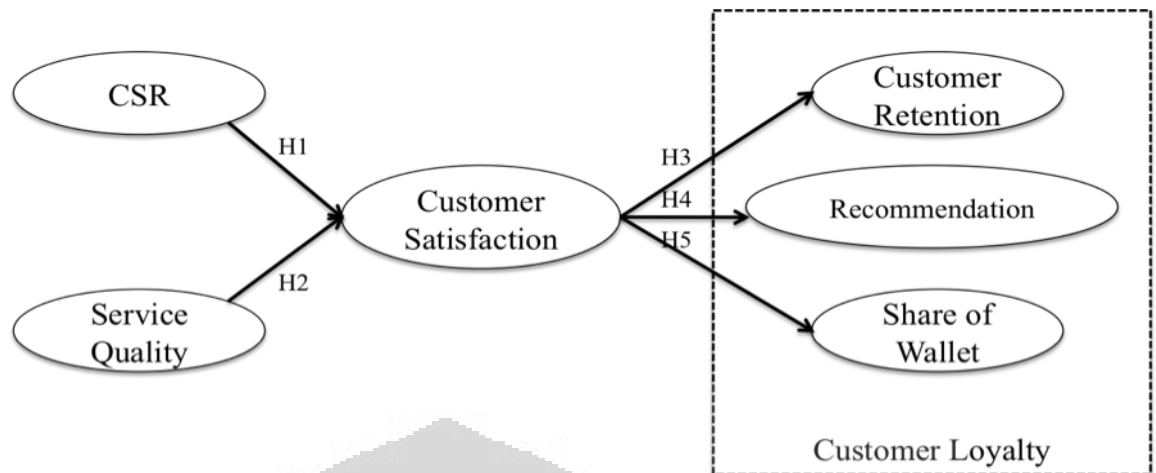 CSR
H1
Customer
Satisfaction
H2
Service
Quality
H3
H4
H5
Customer
Retention
Recommendation
Share of
Wallet
Customer Loyalty